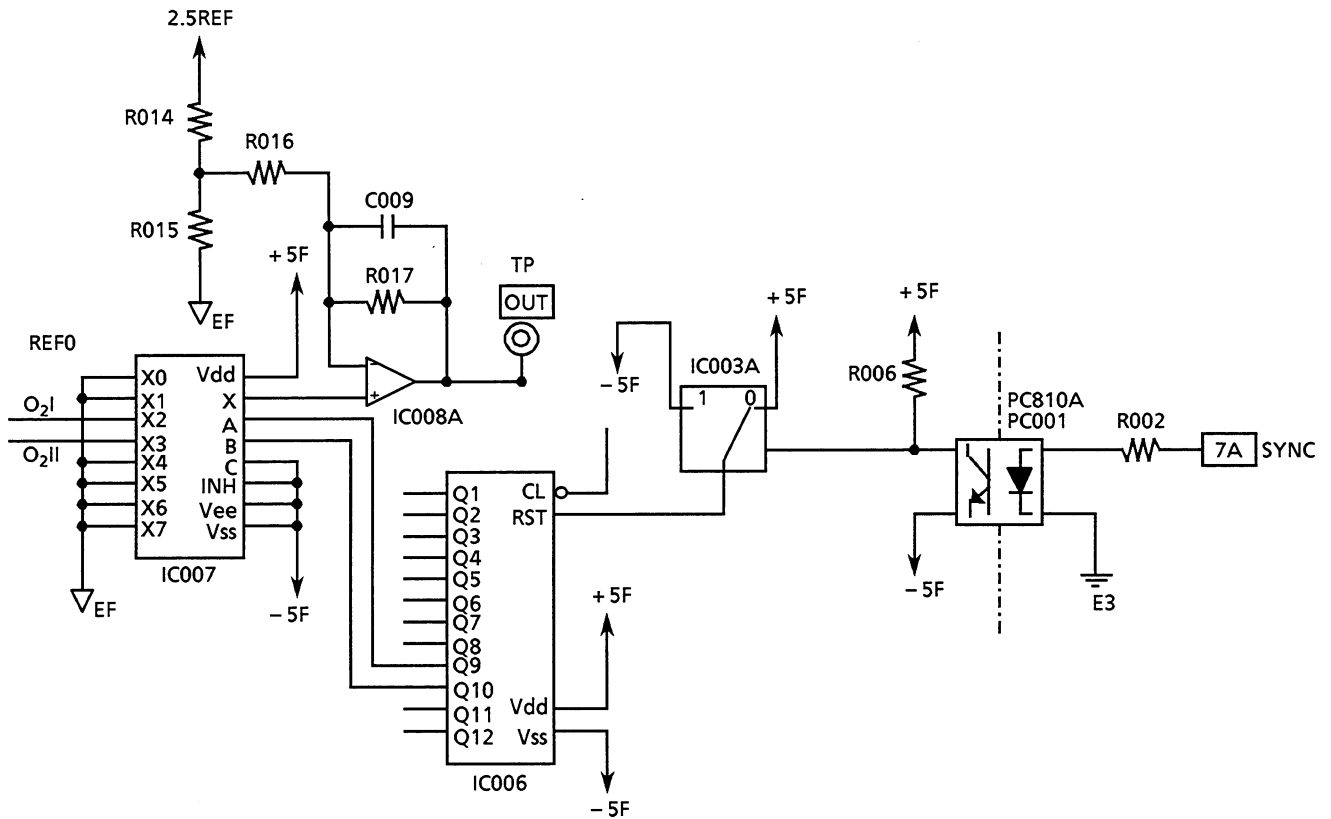 2.5REF
R014
R016
R015
C009
+5F
R017
TP
OUT
EF
REF0
O₂I
O₂II
X0
X1
X2
X3
X4
X5
X6
X7
Vdd
X
A
B
C
INH
Vee
Vss
IC007
EF
-5F
IC008A
-5F
IC003A
+5F
1
0
+5F
R006
PC810A
PC001
R002
7A
SYNC
-5F
E3
Q1
Q2
Q3
Q4
Q5
Q6
Q7
Q8
Q9
Q10
Q11
Q12
CL
RST
Vdd
Vss
+5F
-5F
IC006